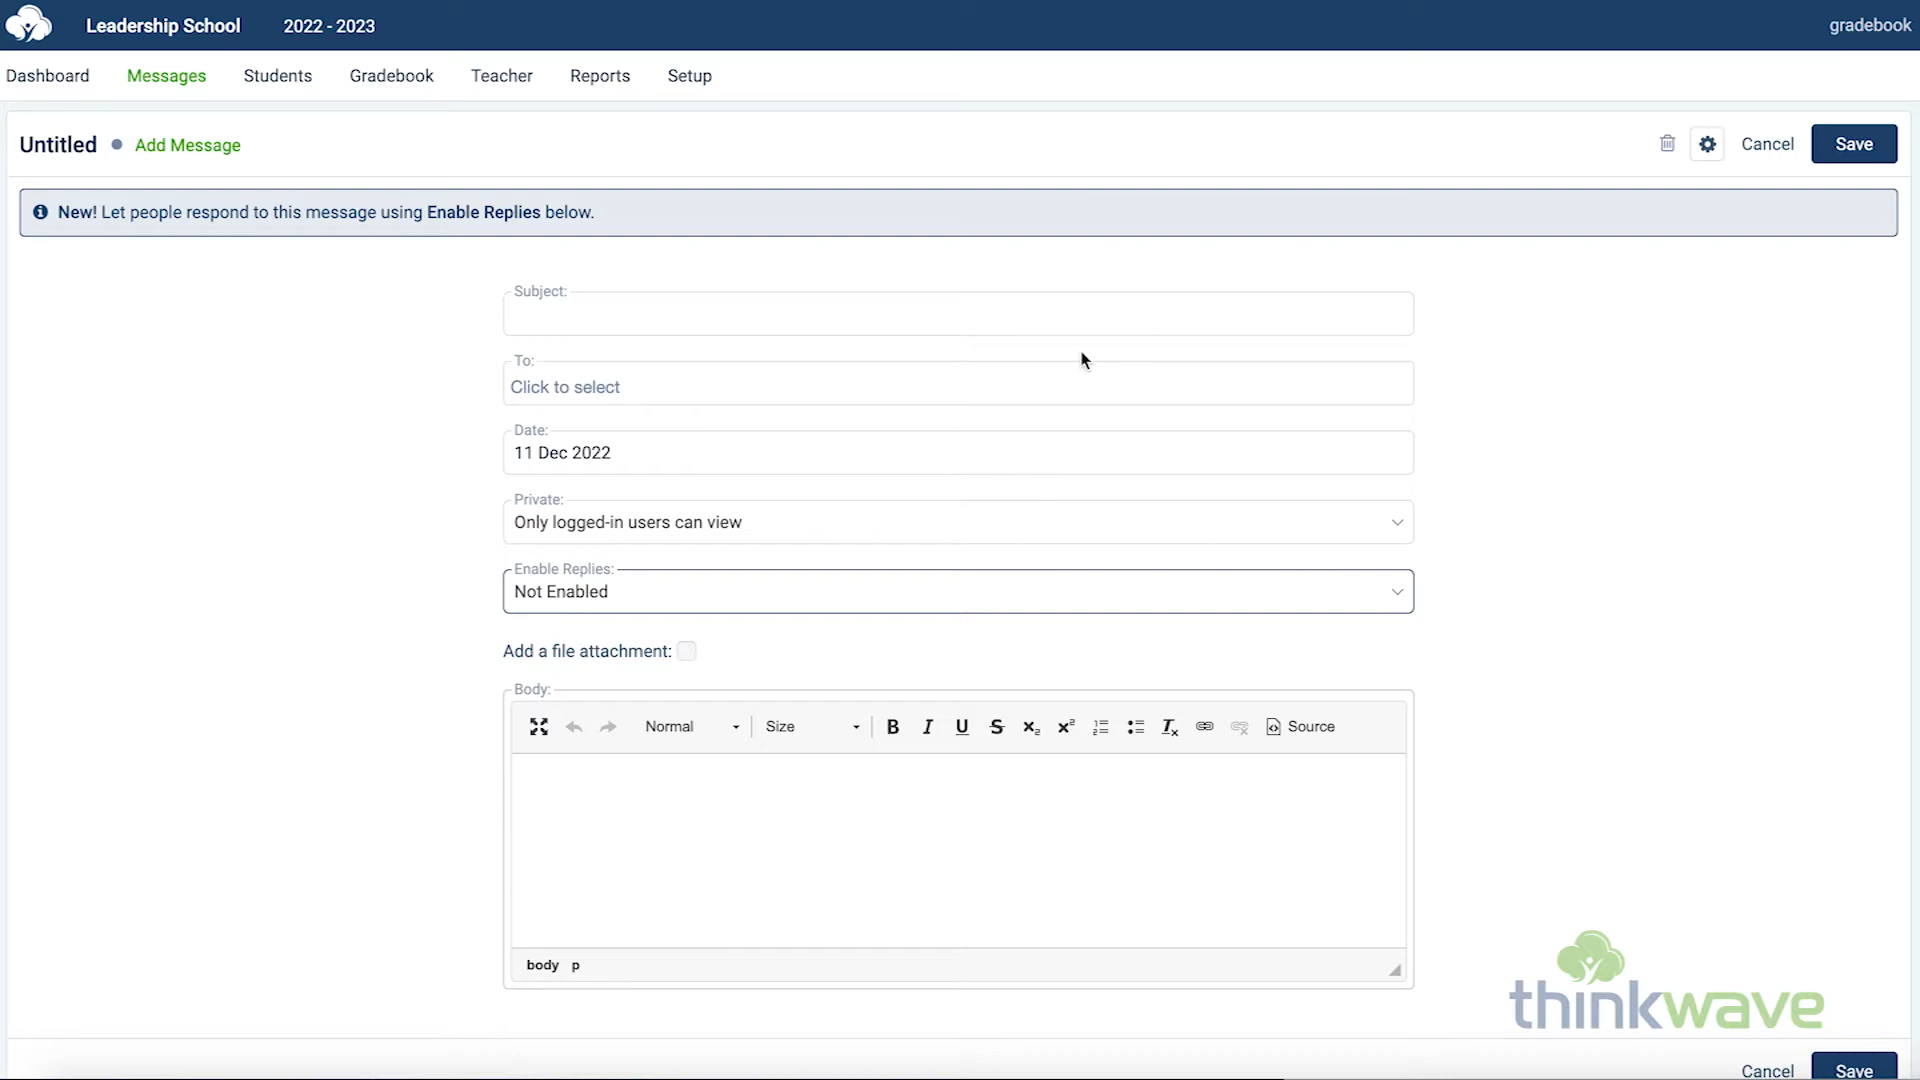 Leadership School 2022 - 2023 gradebook
Dashboard Messages Students Gradebook Teacher Reports Setup
Untitled Add Message Cancel Save
New! Let people respond to this message using Enable Replies below.
Subject:
To:
Click to select
Date:
11 Dec 2022
Private:
Only logged-in users can view
Enable Replies:
Not Enabled
Add a file attachment:
Body:
Normal Size B I U S x₂ x² Source
body p
thinkwave
Cancel Save